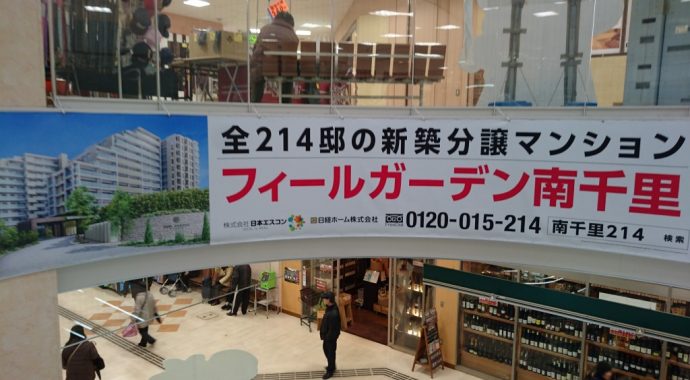 全214邸の新築分譲マンション
フィールガーデン南千里
株式会社日本エスコン 日経ホーム株式会社 0120-015-214 南千里214 検索